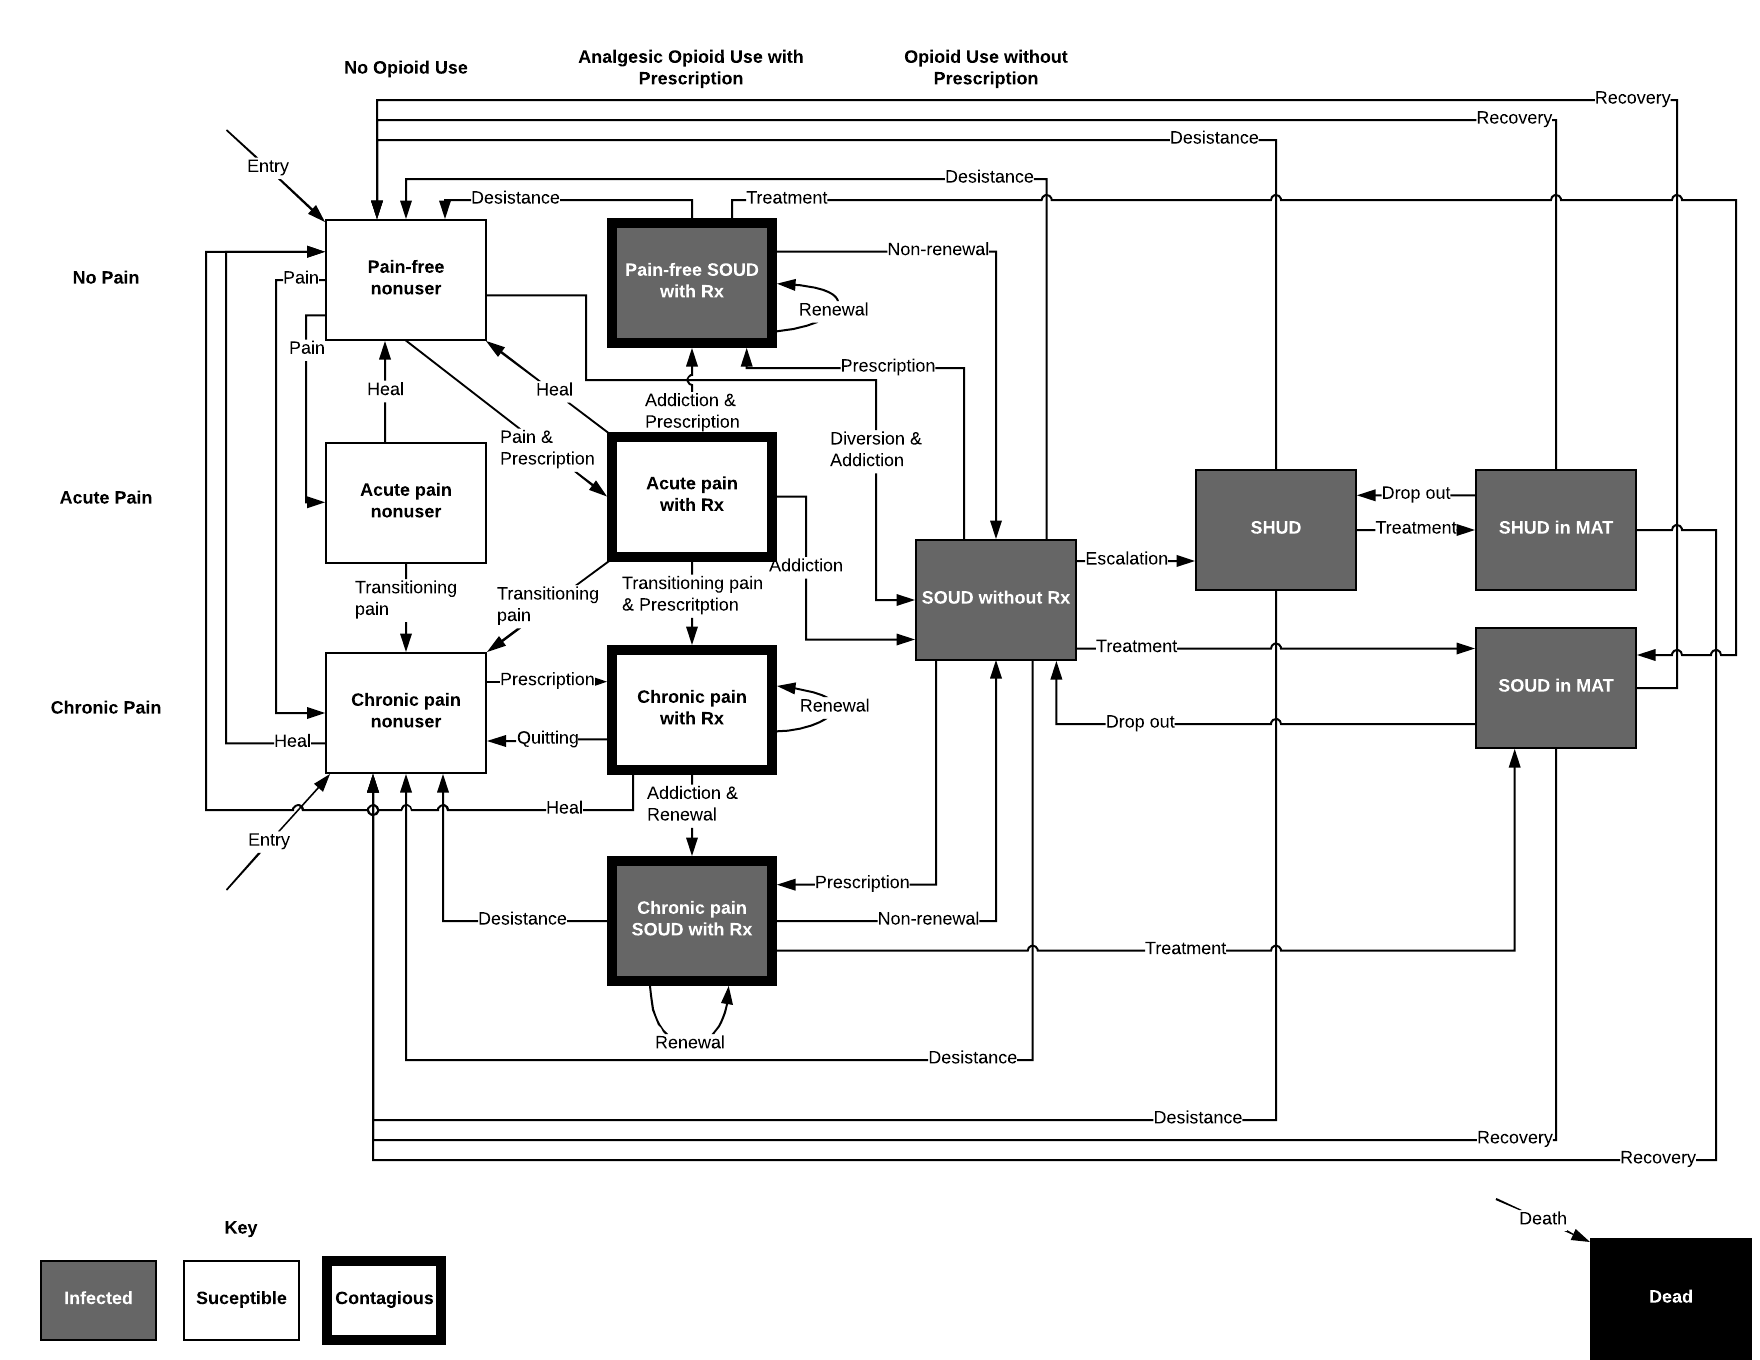 No Opioid Use
Analgesic Opioid Use with
Prescription
Opioid Use without
Prescription
Recovery
Recovery
Desistance
Entry
Desistance
Desistance
Treatment
No Pain
Pain-free
nonuser
Pain
Pain
Pain-free SOUD
with Rx
Non-renewal
Renewal
Prescription
Heal
Heal
Addiction &
Prescription
Pain &
Prescription
Diversion &
Addiction
Acute Pain
Acute pain
nonuser
Acute pain
with Rx
SHUD
Drop out
Treatment
SHUD in MAT
Addiction
Escalation
SOUD without Rx
Transitioning
pain
Transitioning
pain
Transitioning pain
& Prescritption
Treatment
SOUD in MAT
Chronic Pain
Chronic pain
nonuser
Prescription
Chronic pain
with Rx
Renewal
Quitting
Drop out
Heal
Heal
Addiction &
Renewal
Entry
Prescription
Desistance
Chronic pain
SOUD with Rx
Non-renewal
Treatment
Renewal
Desistance
Desistance
Recovery
Recovery
Death
Key
Infected
Suceptible
Contagious
Dead